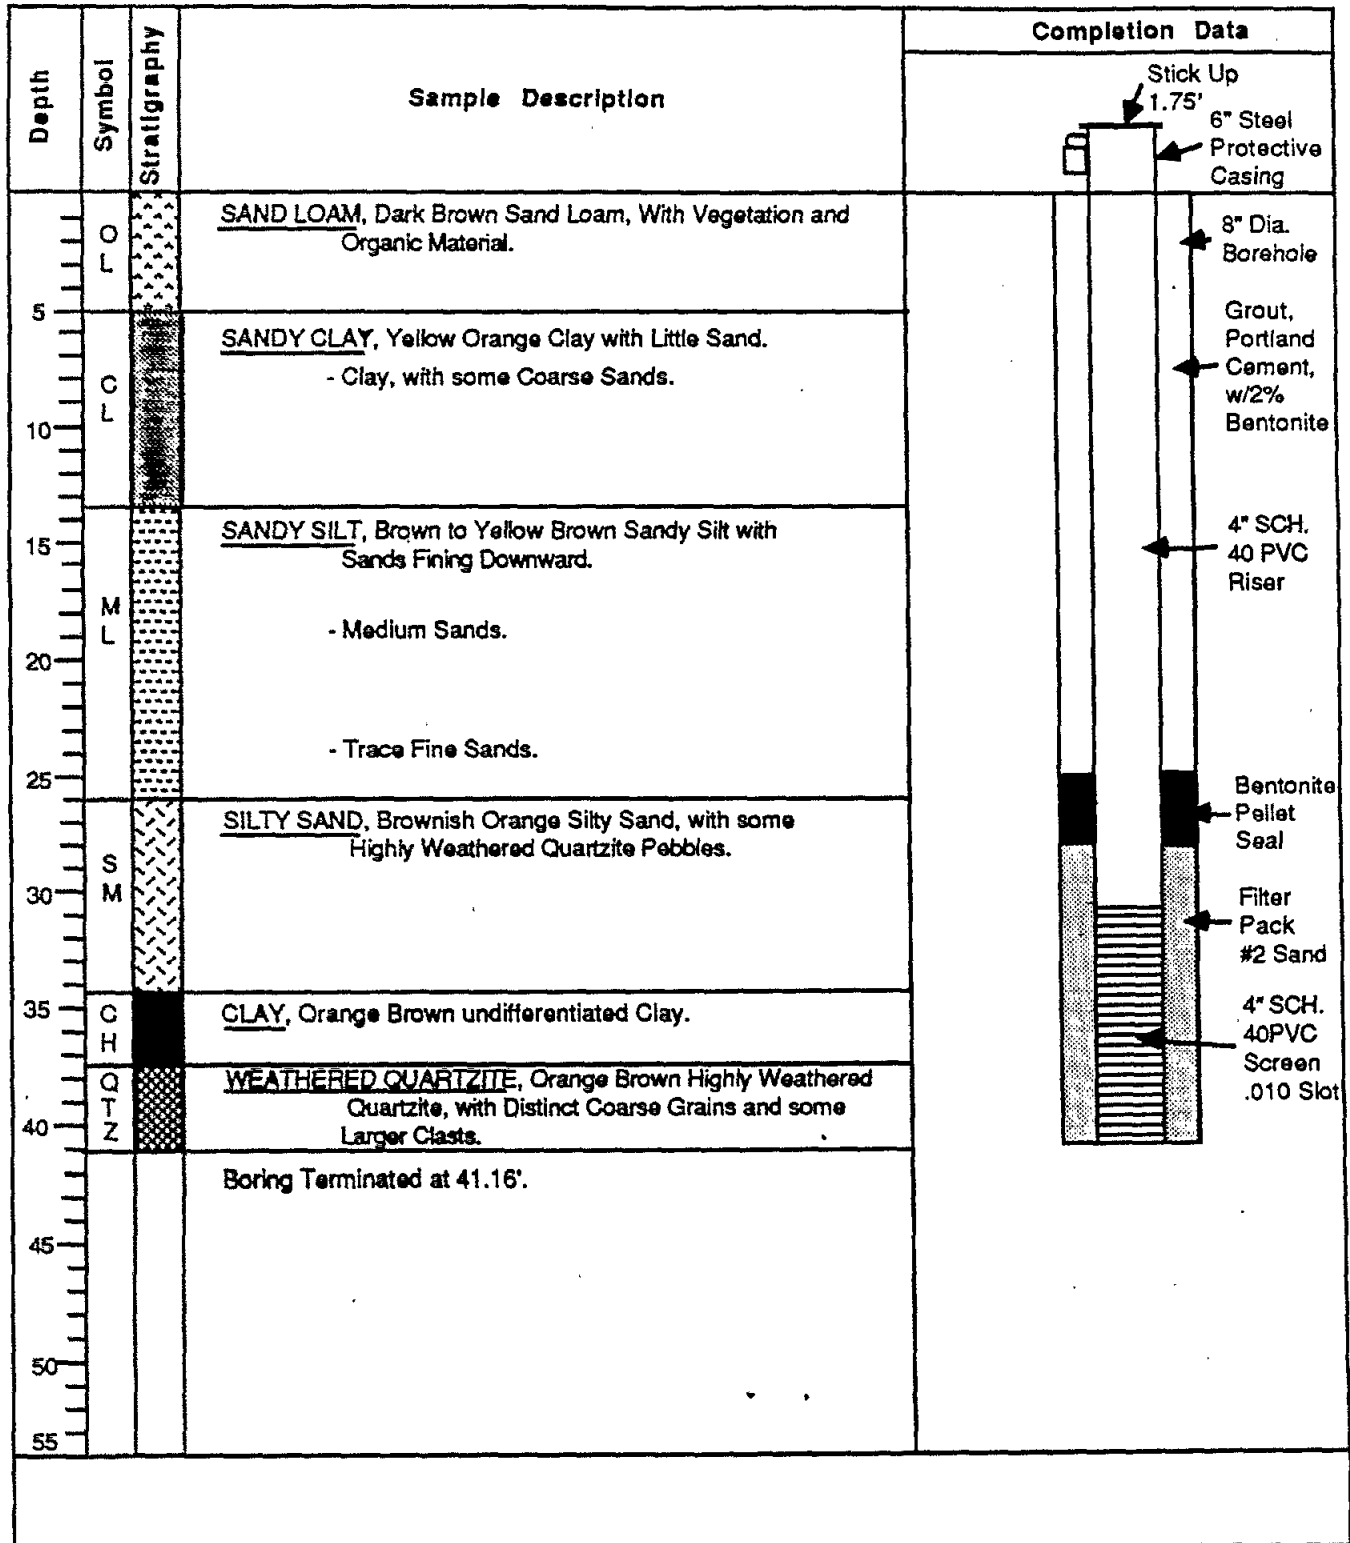 Depth
Symbol
Stratigraphy
Sample Description
Completion Data
Stick Up
1.75'
6" Steel
Protective
Casing
O
L
SAND LOAM, Dark Brown Sand Loam, With Vegetation and
Organic Material.
8" Dia.
Borehole
5
C
L
SANDY CLAY, Yellow Orange Clay with Little Sand.
- Clay, with some Coarse Sands.
Grout,
Portland
Cement,
w/2%
Bentonite
10
SANDY SILT, Brown to Yellow Brown Sandy Silt with
Sands Fining Downward.
15
4" SCH.
40 PVC
Riser
M
L
- Medium Sands.
20
- Trace Fine Sands.
25
Bentonite
Pellet
Seal
SILTY SAND, Brownish Orange Silty Sand, with some
Highly Weathered Quartzite Pebbles.
S
M
30
Filter
Pack
#2 Sand
35
C
H
CLAY, Orange Brown undifferentiated Clay.
4" SCH.
40PVC
Screen
.010 Slot
Q
T
Z
WEATHERED QUARTZITE, Orange Brown Highly Weathered
Quartzite, with Distinct Coarse Grains and some
Larger Clasts.
40
Boring Terminated at 41.16'.
45
50
55